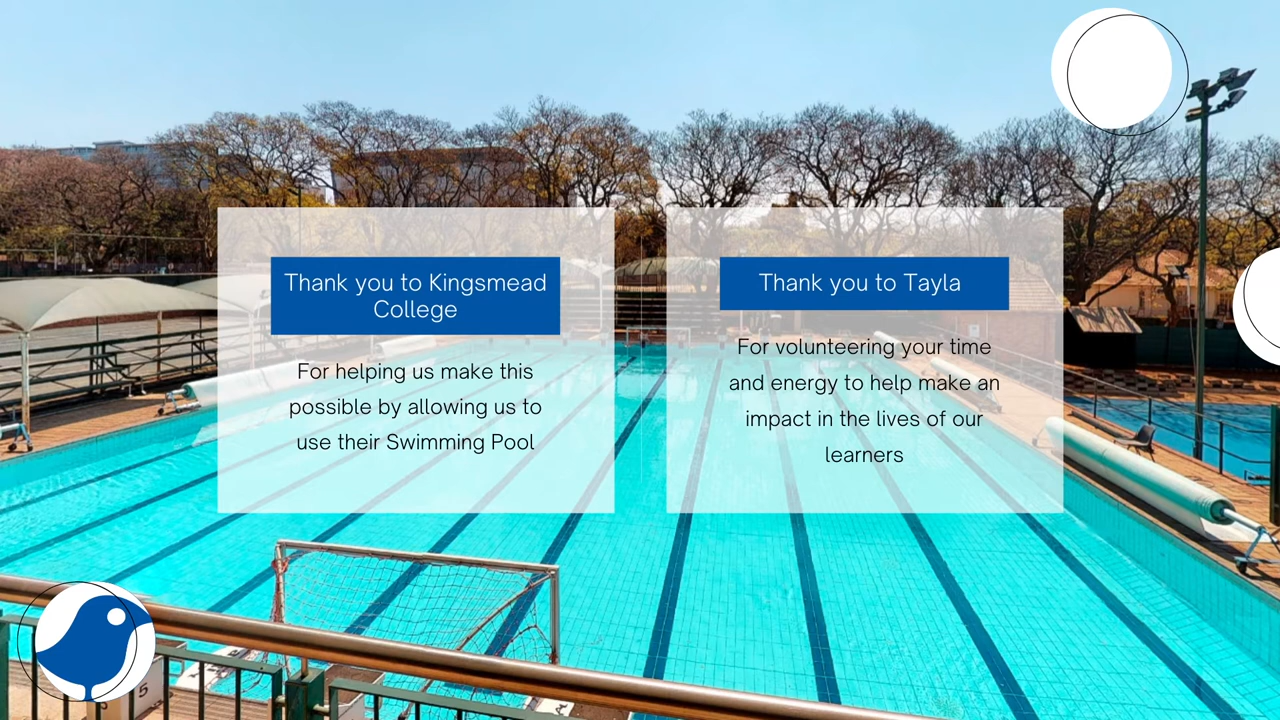 Thank you to Kingsmead
College
For helping us make this
possible by allowing us to
use their Swimming Pool
Thank you to Tayla
For volunteering your time
and energy to help make an
impact in the lives of our
learners
5